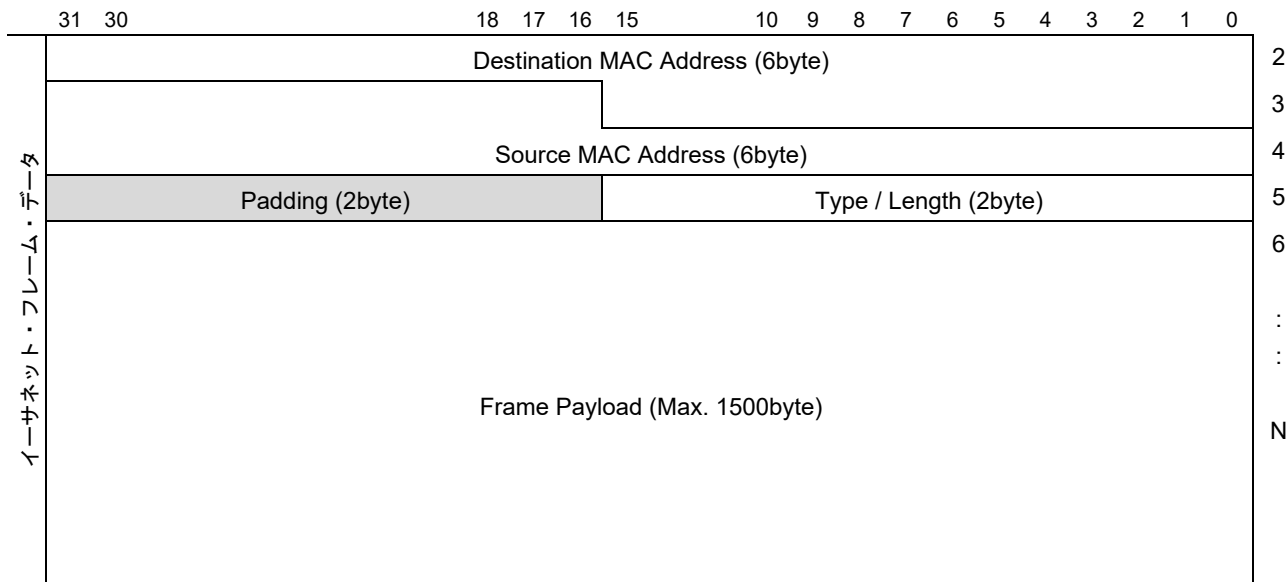 31 30 18 17 16 15 10 9 8 7 6 5 4 3 2 1 0
Destination MAC Address (6byte) 2
3
Source MAC Address (6byte) 4
Padding (2byte) Type / Length (2byte) 5
6
:
:
Frame Payload (Max. 1500byte)
N
イーサネット・フレーム・データ